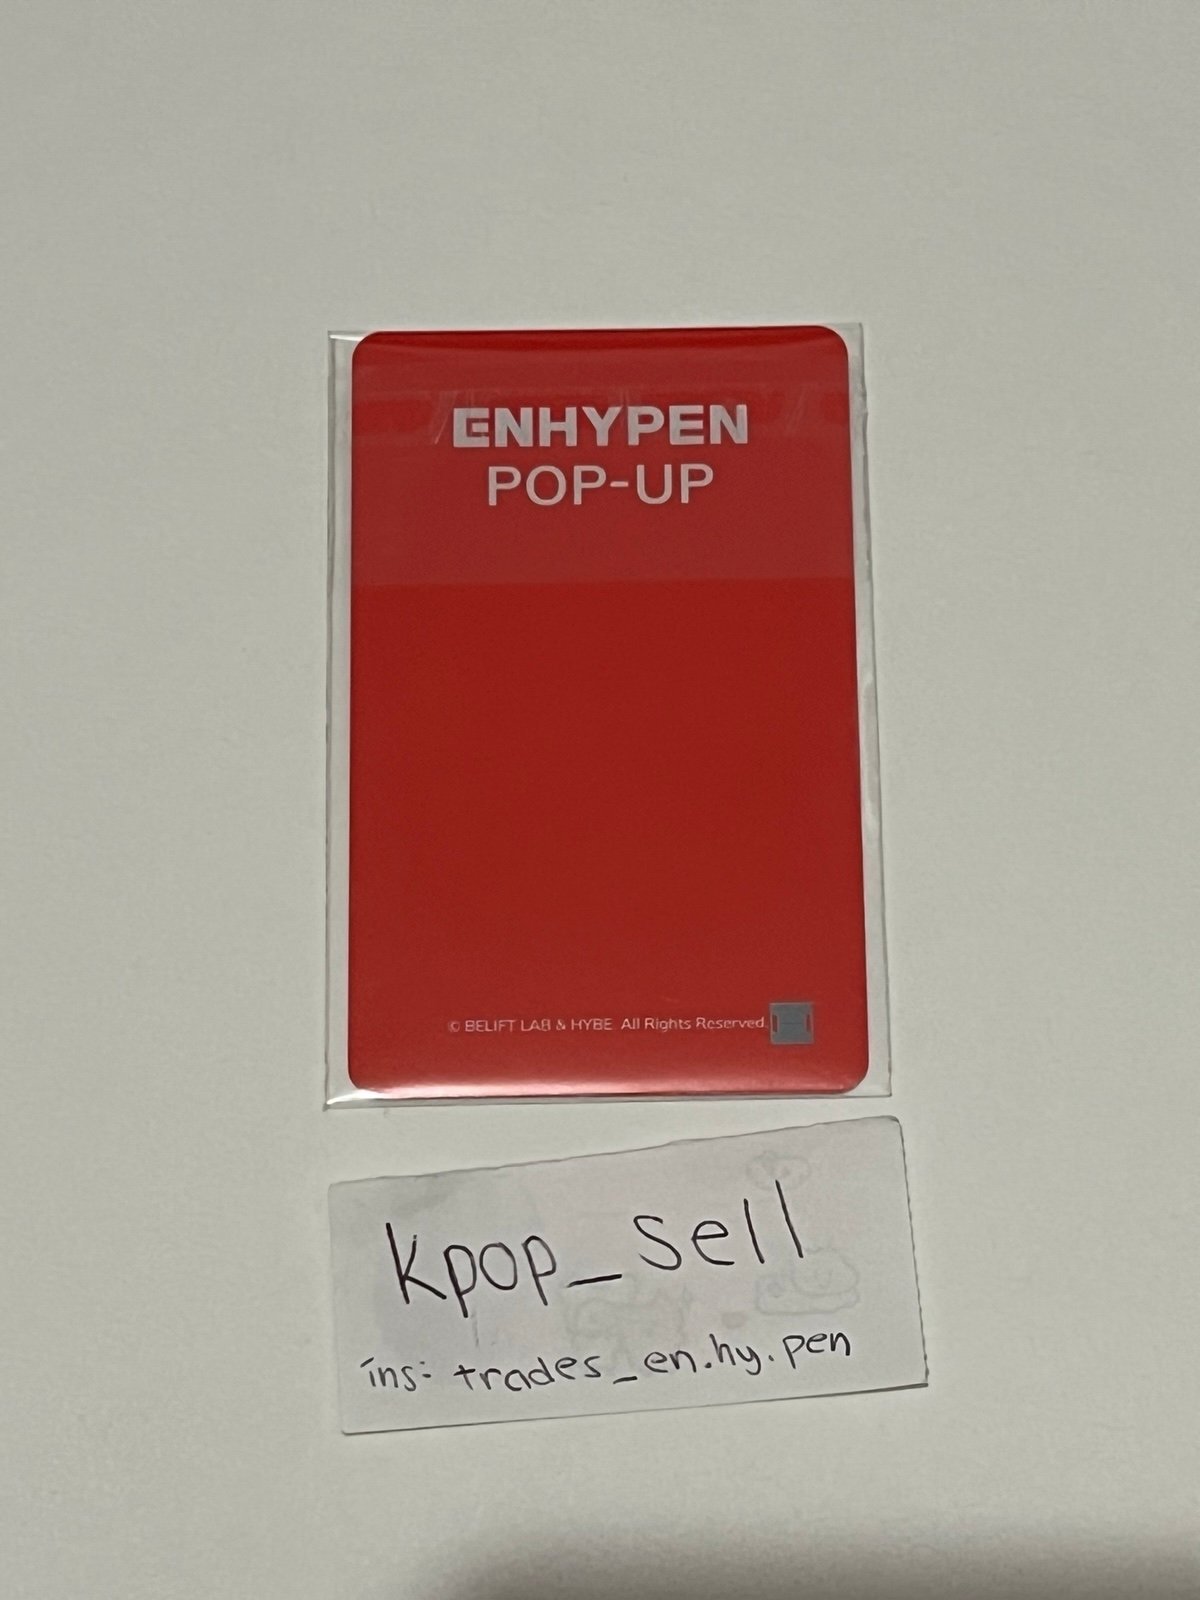 ENHYPEN
POP-UP
© BELIFT LAB & HYBE All Rights Reserved.
Kpop_sell
ins: trades_en.hy.pen